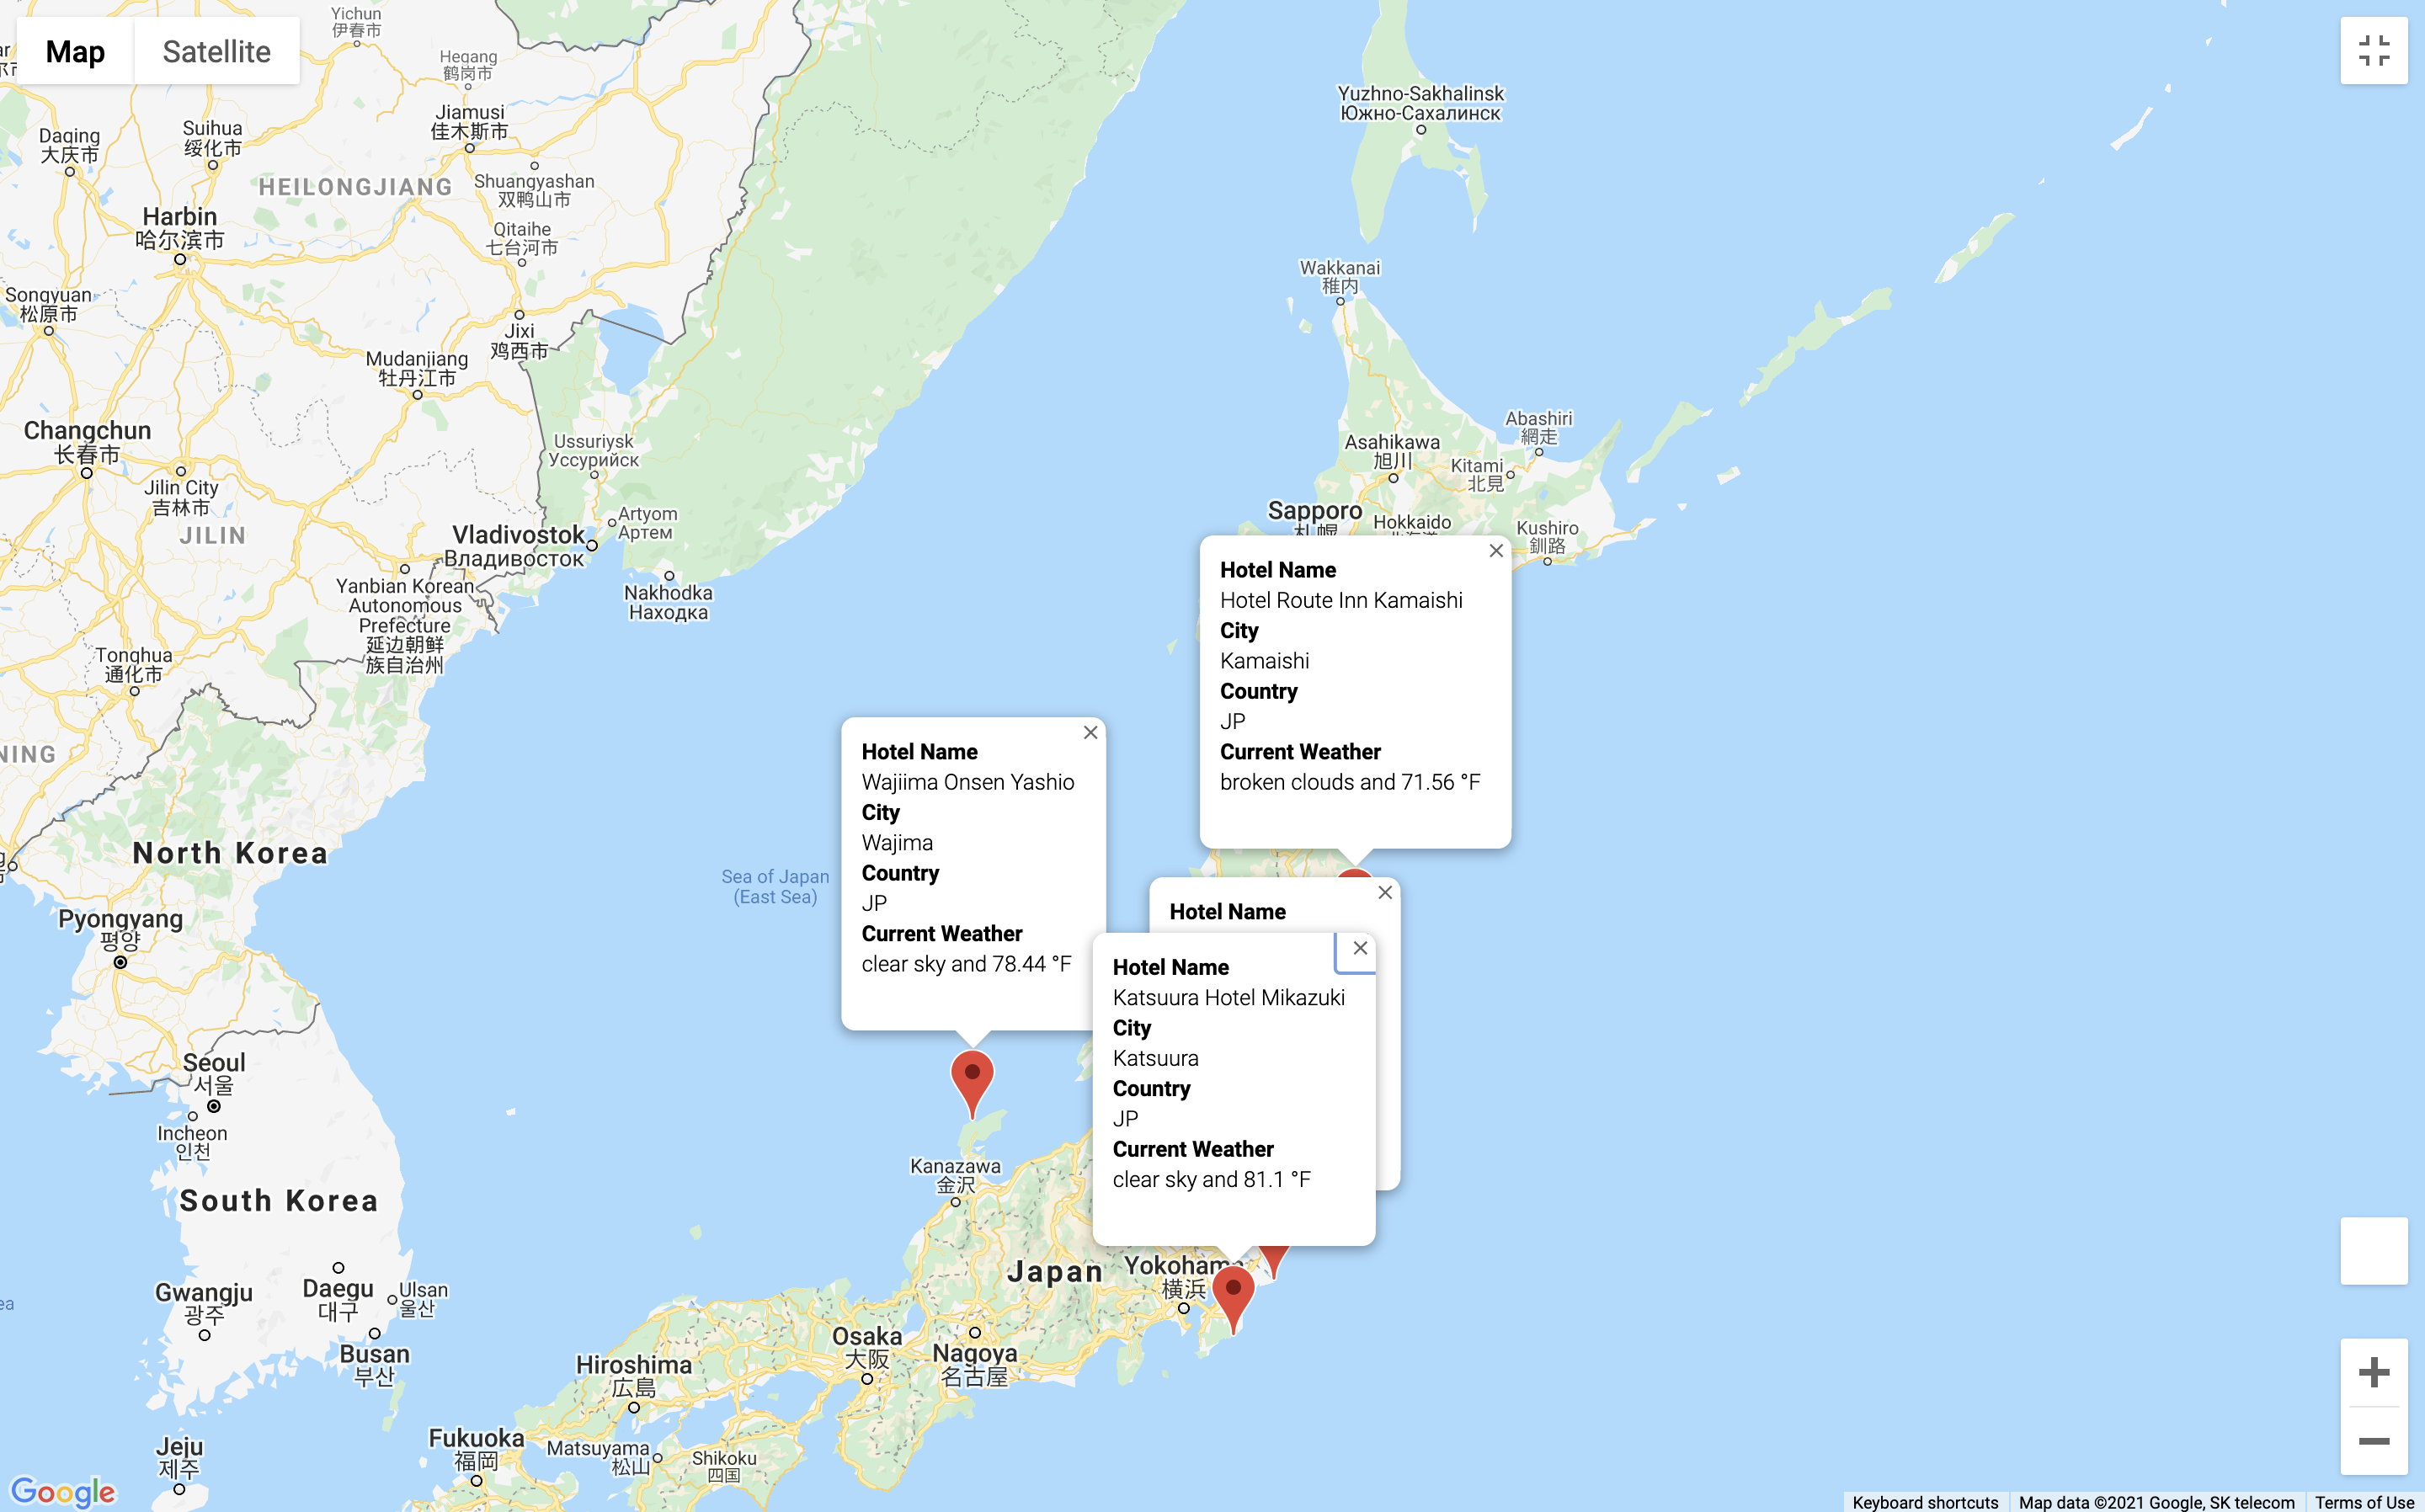 Map
Satellite
Yichun
伊春市
Hegang
鹤岗市
Jiamusi
佳木斯市
Daqing
大庆市
Suihua
绥化市
Shuangyashan
双鸭山市
HEILONGJIANG
Harbin
哈尔滨市
Qitaihe
七台河市
Songyuan
松原市
Jixi
鸡西市
Mudanjiang
牡丹江市
Changchun
长春市
Jilin City
吉林市
JILIN
Ussuriysk
Уссурийск
Artyom
Артем
Vladivostok
Владивосток
Nakhodka
Находка
Yanbian Korean
Autonomous
Prefecture
延边朝鲜
族自治州
Tonghua
通化市
NING
North Korea
Pyongyang
평양
Seoul
서울
Incheon
인천
South Korea
Gwangju
광주
Daegu
대구
Ulsan
울산
Busan
부산
Jeju
제주
Yuzhno-Sakhalinsk
Южно-Сахалинск
Wakkanai
稚内
Abashiri
網走
Asahikawa
旭川
Kitami
北見
Sapporo
札幌
Hokkaido
北海道
Kushiro
釧路
Hotel Name
Hotel Route Inn Kamaishi
City
Kamaishi
Country
JP
Current Weather
broken clouds and 71.56 °F
Sea of Japan
(East Sea)
Hotel Name
Wajiima Onsen Yashio
City
Wajima
Country
JP
Current Weather
clear sky and 78.44 °F
Hotel Name
Hotel Name
Katsuura Hotel Mikazuki
City
Katsuura
Country
JP
Current Weather
clear sky and 81.1 °F
Kanazawa
金沢
Japan
Yokohama
横浜
Nagoya
名古屋
Osaka
大阪
Hiroshima
広島
Fukuoka
福岡
Matsuyama
松山
Shikoku
四国
Google
Keyboard shortcuts
Map data ©2021 Google, SK telecom
Terms of Use